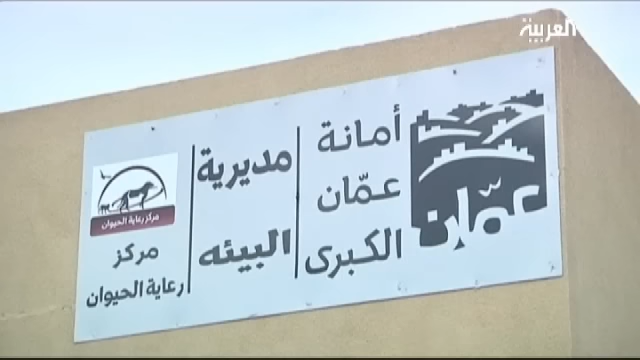 العربية
عمّان
أمانة
عمّان
الكبرى
مديرية
البيئه
مركز رعاية الحيوان
مركز
رعاية الحيوان